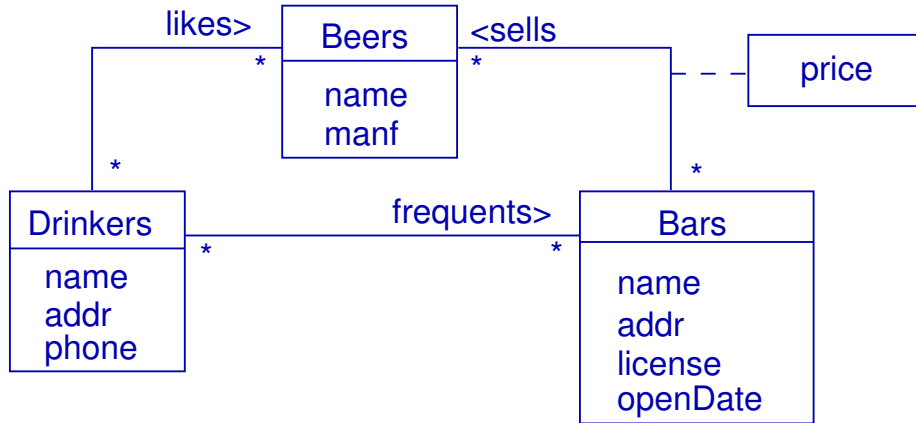 likes>
Beers
<sells
*
*
name
manf
price
*
*
Drinkers
frequents>
Bars
*
*
name
addr
phone
name
addr
license
openDate